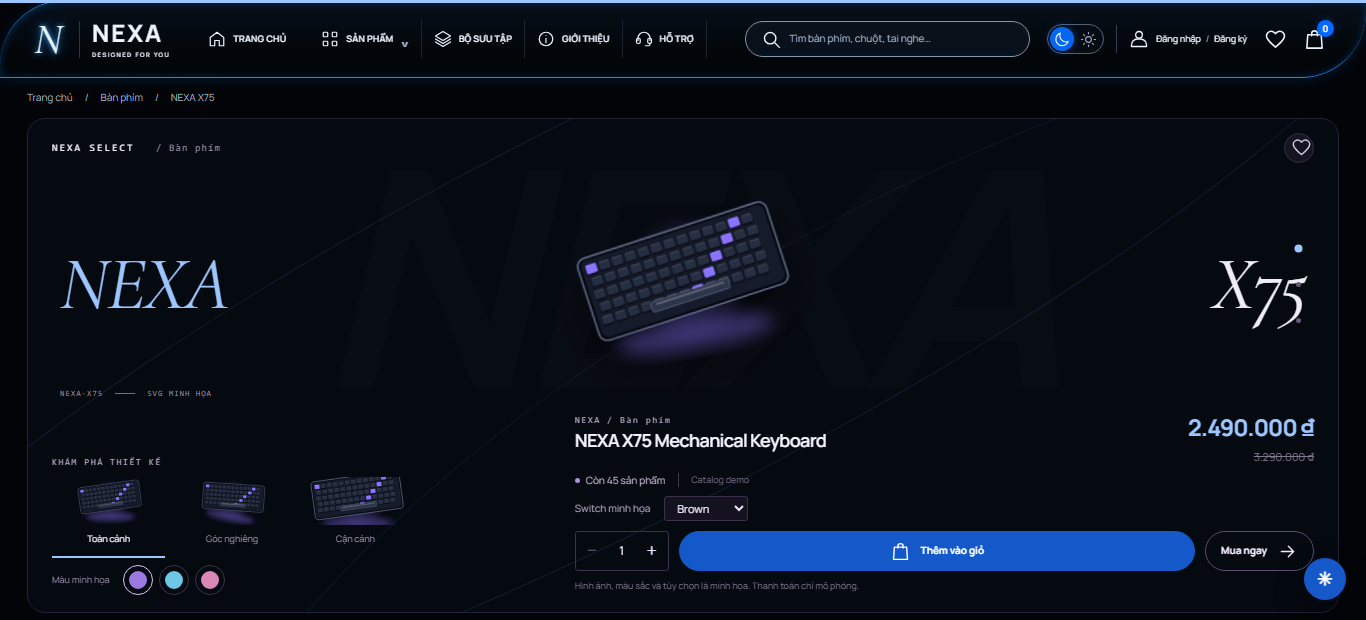 N NEXA
DESIGNED FOR YOU
TRANG CHỦ
SẢN PHẨM
BỘ SƯU TẬP
GIỚI THIỆU
HỖ TRỢ
Tìm bàn phím, chuột, tai nghe...
Đăng nhập / Đăng ký
0
Trang chủ / Bàn phím / NEXA X75
NEXA SELECT / Bàn phím
NEXA
NEXA
X75
NEXA-X75 — SVG MINH HỌA
NEXA / Bàn phím
NEXA X75 Mechanical Keyboard
2.490.000 ₫
3.290.000 ₫
KHÁM PHÁ THIẾT KẾ
Còn 45 sản phẩm
Catalog demo
Switch minh họa
Brown
Toàn cảnh
Góc nghiêng
Cận cảnh
− 1 +
Thêm vào giỏ
Mua ngay →
Màu minh họa
Hình ảnh, màu sắc và tùy chọn là minh họa. Thanh toán chỉ mô phỏng.